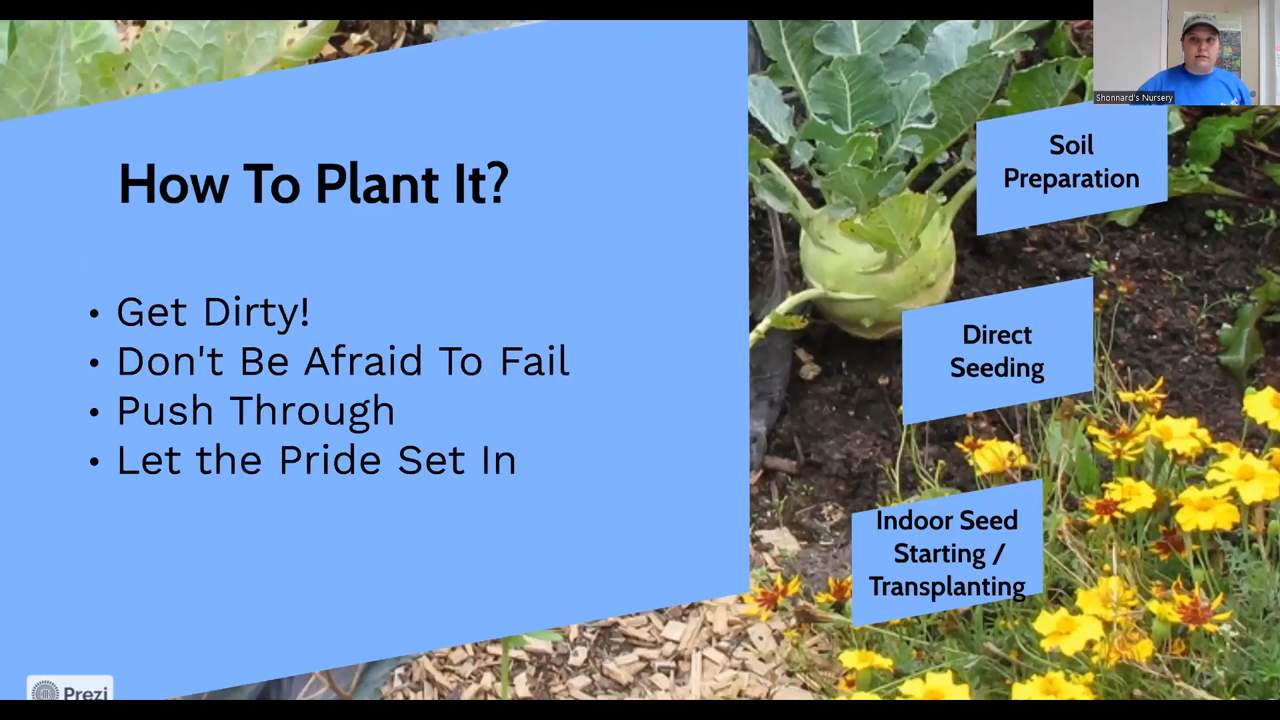 How To Plant It?
• Get Dirty!
• Don't Be Afraid To Fail
• Push Through
• Let the Pride Set In
Shonnard's Nursery
Soil
Preparation
Direct
Seeding
Indoor Seed
Starting /
Transplanting
Prezi